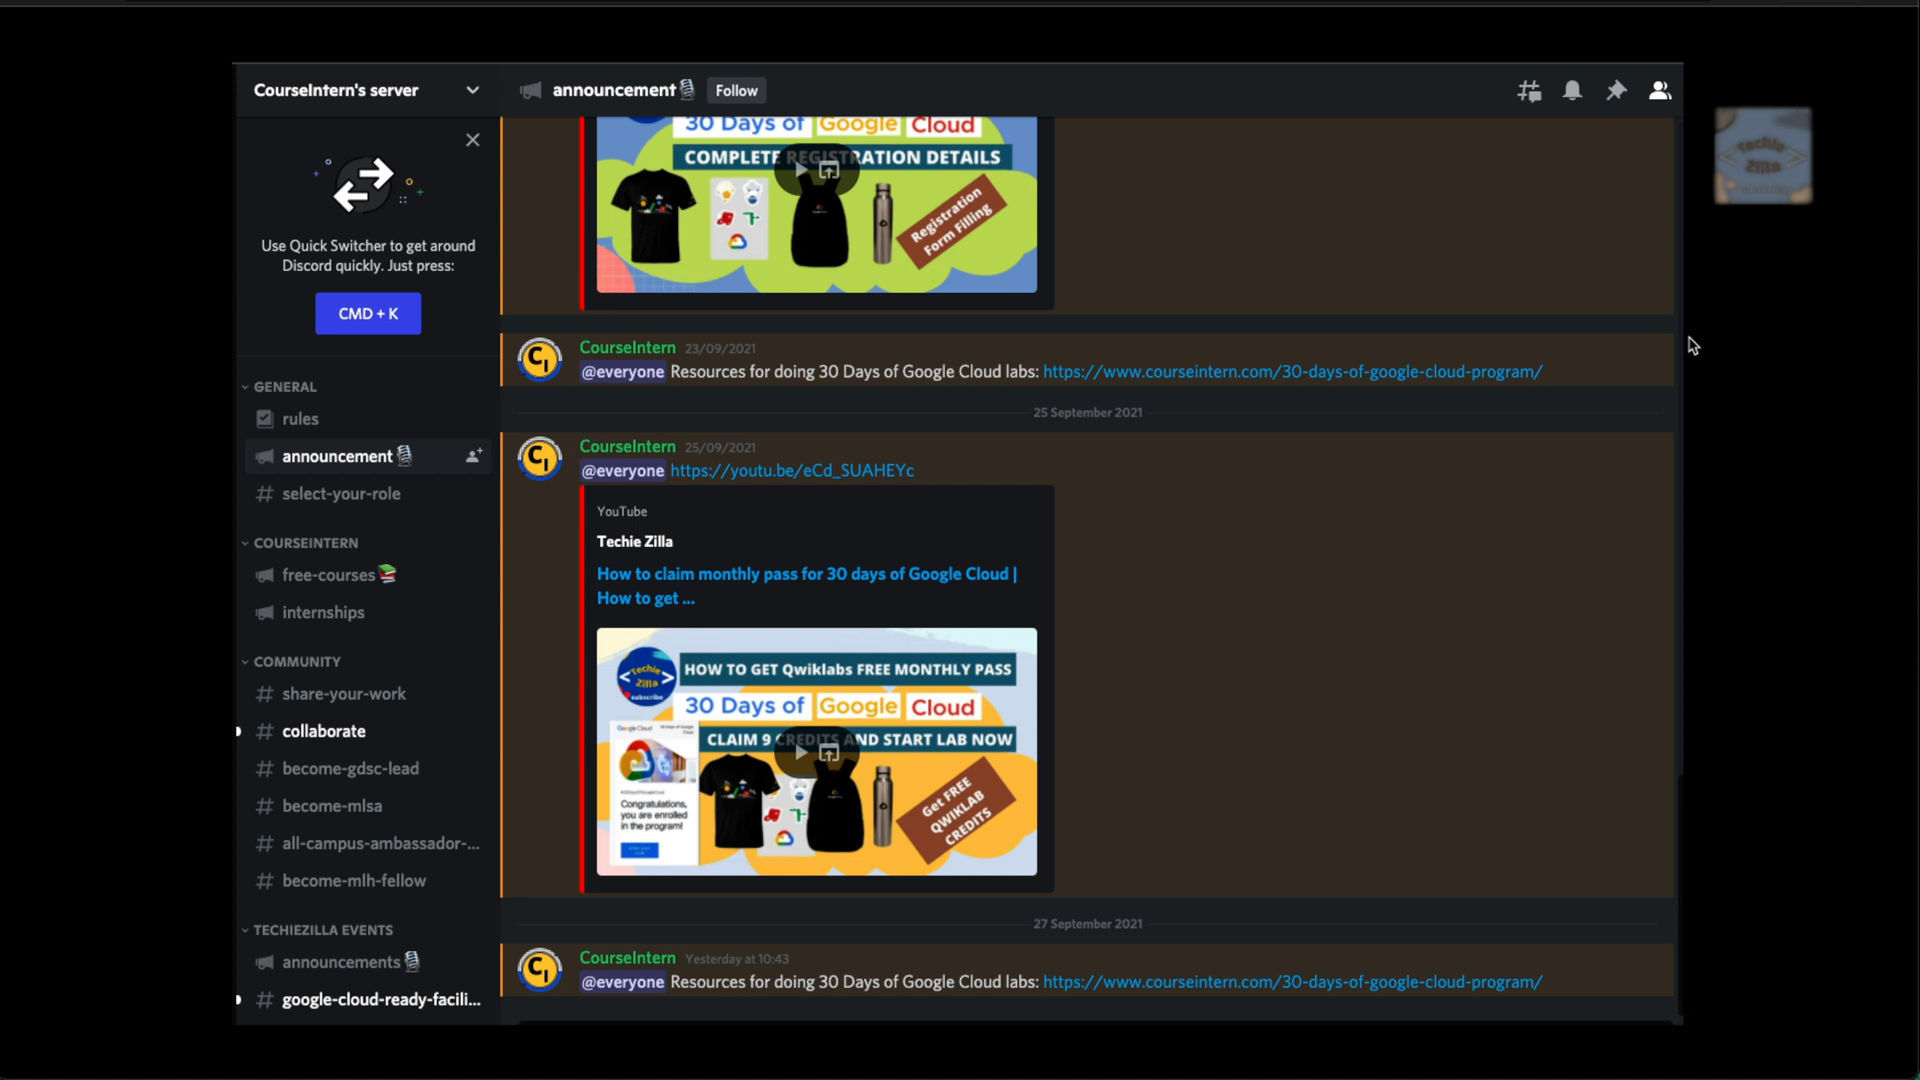 CourseIntern's server
Use Quick Switcher to get around
Discord quickly. Just press:
CMD + K
GENERAL
rules
announcement
select-your-role
COURSEINTERN
free-courses
internships
COMMUNITY
share-your-work
collaborate
become-gdsc-lead
become-mlsa
all-campus-ambassador-...
become-mlh-fellow
TECHIEZILLA EVENTS
announcements
google-cloud-ready-facili...
announcement
Follow
30 Days of Google Cloud
COMPLETE REGISTRATION DETAILS
Registration
Form Filling
CourseIntern 23/09/2021
@everyone Resources for doing 30 Days of Google Cloud labs: https://www.courseintern.com/30-days-of-google-cloud-program/
25 September 2021
CourseIntern 25/09/2021
@everyone https://youtu.be/eCd_SUAHEYc
YouTube
Techie Zilla
How to claim monthly pass for 30 days of Google Cloud |
How to get ...
<Techie>
Zilla
subscribe
HOW TO GET Qwiklabs FREE MONTHLY PASS
30 Days of Google Cloud
CLAIM 9 CREDITS AND START LAB NOW
Google Cloud
Congratulations,
you are enrolled
in the program!
Get FREE
QWIKLAB
CREDITS
27 September 2021
CourseIntern Yesterday at 10:43
@everyone Resources for doing 30 Days of Google Cloud labs: https://www.courseintern.com/30-days-of-google-cloud-program/
<Techie>
Zilla